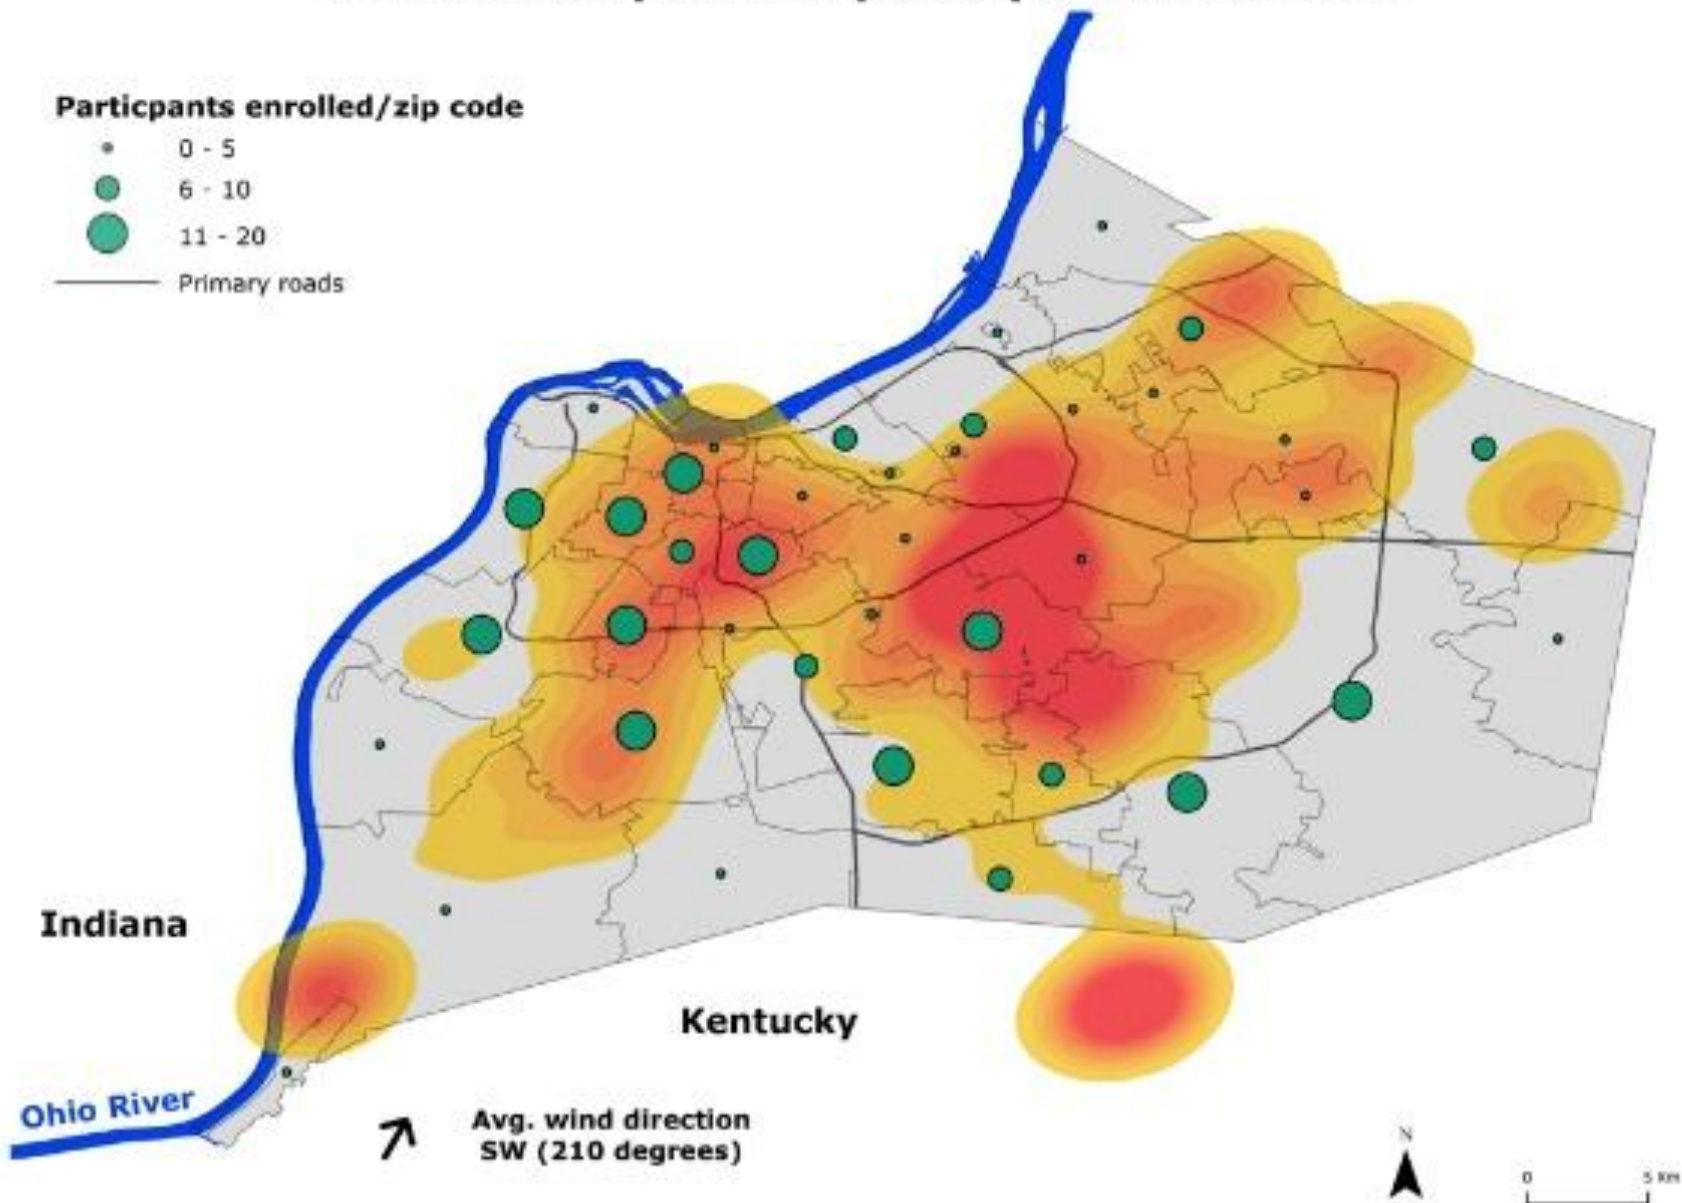 Particpants enrolled/zip code
0 - 5
6 - 10
11 - 20
Primary roads
Indiana
Kentucky
Ohio River
Avg. wind direction
SW (210 degrees)
N
0 5 Km